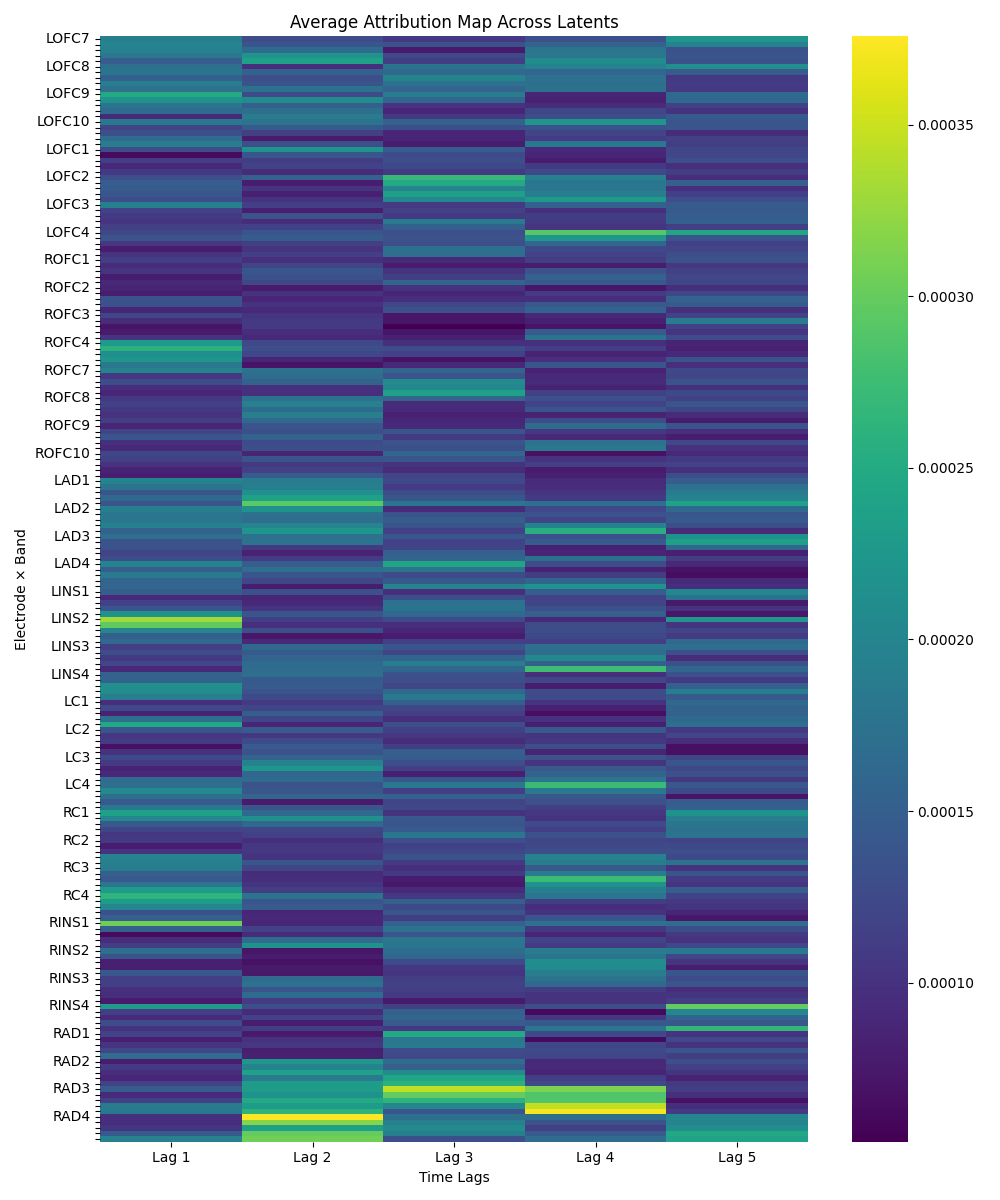 Average Attribution Map Across Latents
LOFC7
LOFC8
LOFC9
LOFC10
LOFC1
LOFC2
LOFC3
LOFC4
ROFC1
ROFC2
ROFC3
ROFC4
ROFC7
ROFC8
ROFC9
ROFC10
LAD1
LAD2
LAD3
LAD4
LINS1
LINS2
LINS3
LINS4
LC1
LC2
LC3
LC4
RC1
RC2
RC3
RC4
RINS1
RINS2
RINS3
RINS4
RAD1
RAD2
RAD3
RAD4
Electrode × Band
Lag 1 Lag 2 Lag 3 Lag 4 Lag 5
Time Lags
0.00035
0.00030
0.00025
0.00020
0.00015
0.00010